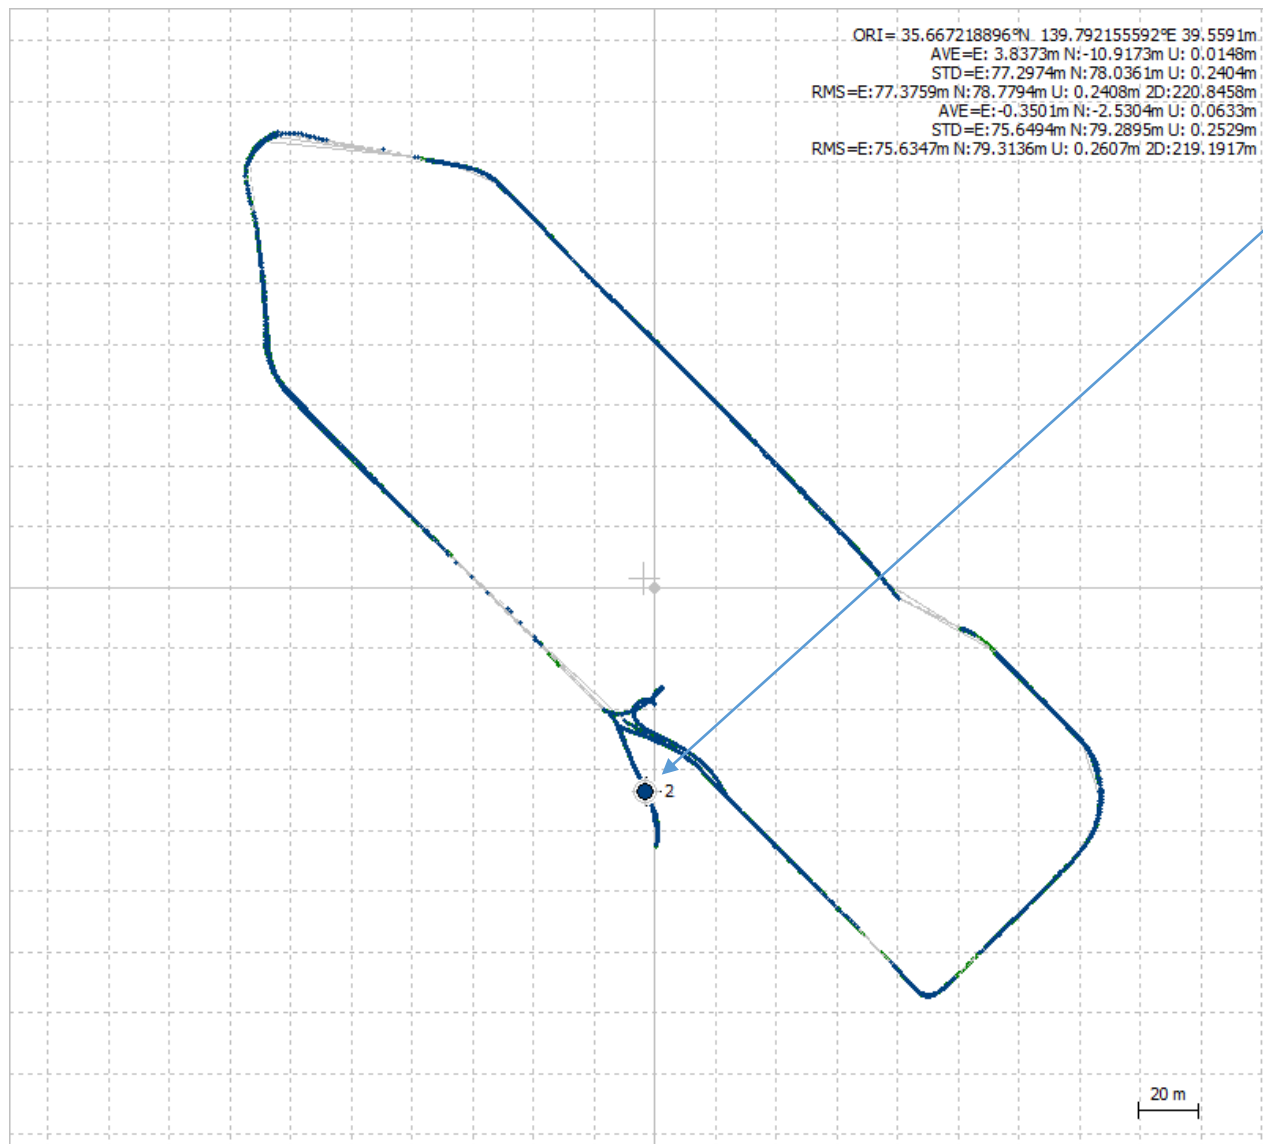 ORI= 35.667218896°N 139.792155592°E 39.5591m
AVE=E: 3.8373m N:-10.9173m U: 0.0148m
STD=E:77.2974m N:78.0361m U: 0.2404m
RMS=E:77.3759m N:78.7794m U: 0.2408m 2D:220.8458m
AVE=E:-0.3501m N:-2.5304m U: 0.0633m
STD=E:75.6494m N:79.2895m U: 0.2529m
RMS=E:75.6347m N:79.3136m U: 0.2607m 2D:219.1917m
2
20 m